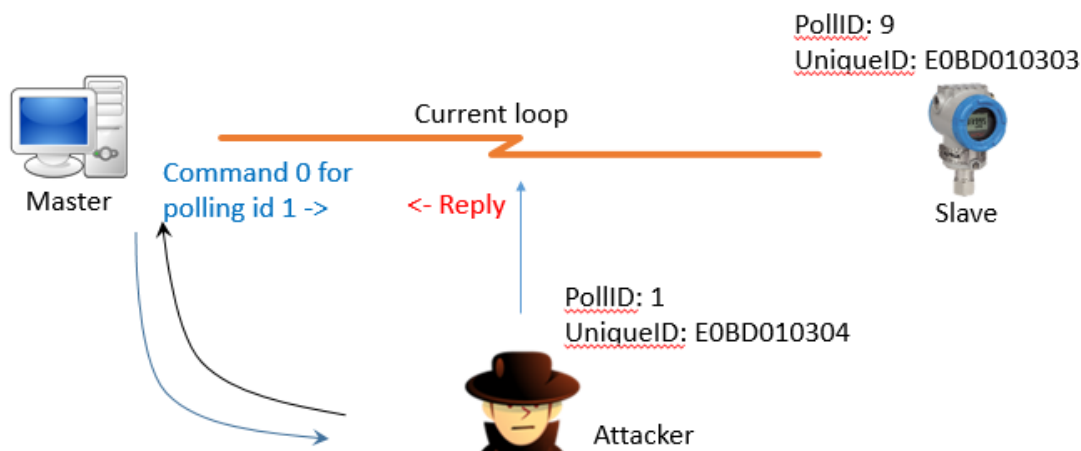 PollID: 9
UniqueID: E0BD010303
Current loop
Master
Command 0 for
polling id 1 ->
<- Reply
Slave
PollID: 1
UniqueID: E0BD010304
Attacker